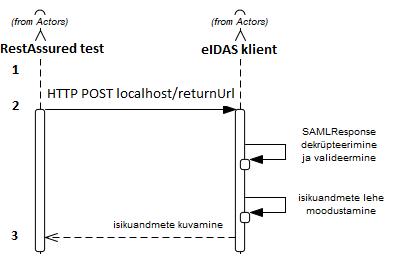 (from Actors) (from Actors)
RestAssured test eIDAS klient
1
HTTP POST localhost/returnUrl
2
SAMLResponse
dekrüpteerimine
ja valideermine
isikuandmete lehe
moodustamine
isikuandmete kuvamine
3